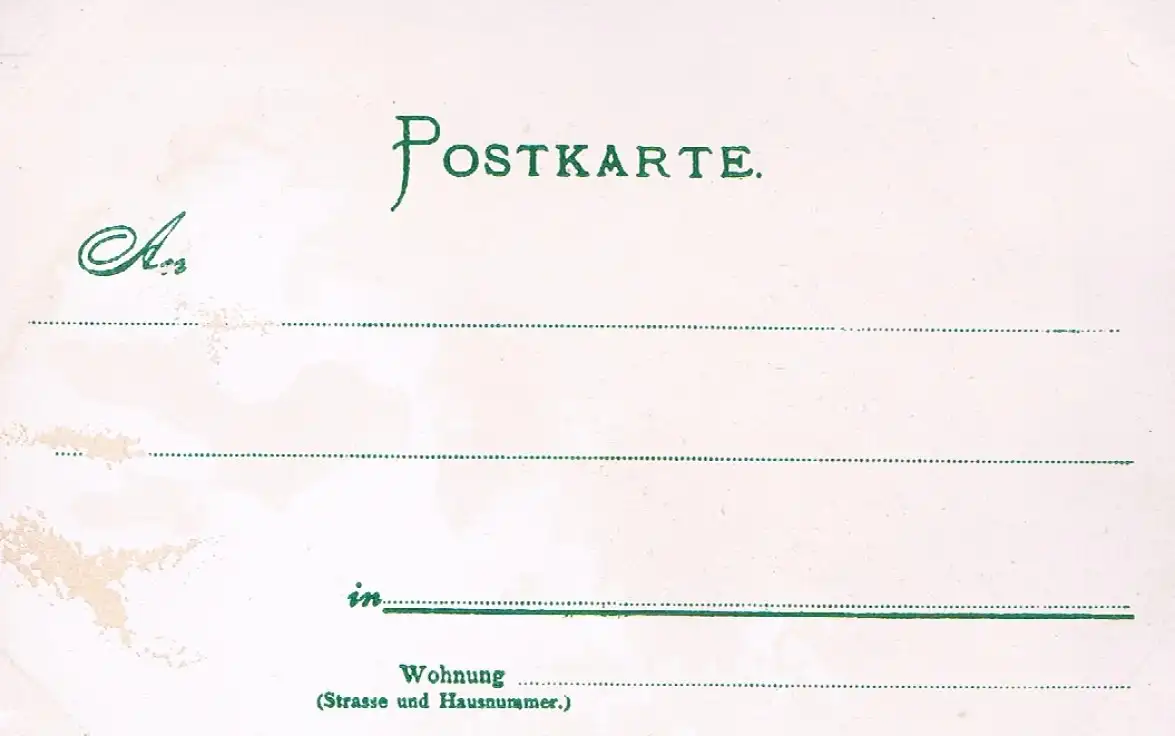 POSTKARTE.
An
in
Wohnung
(Strasse und Hausnummer.)